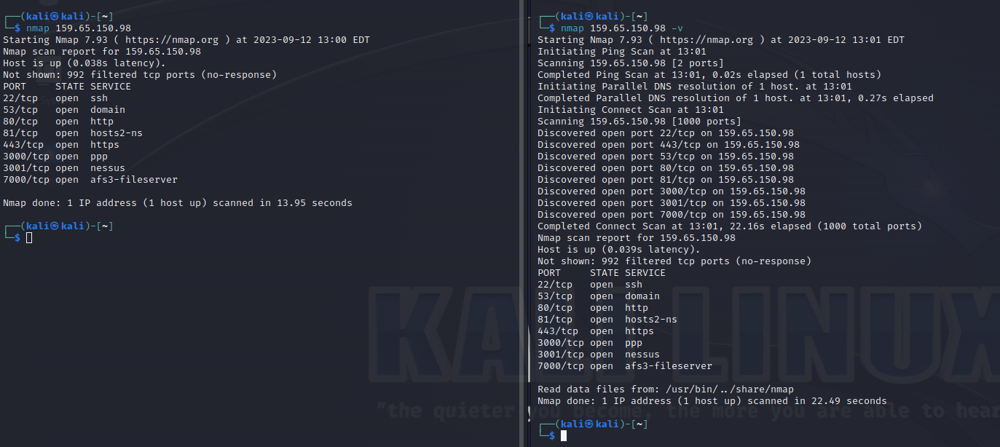 ┌──(kali㉿kali)-[~]
└─$ nmap 159.65.150.98
Starting Nmap 7.93 ( https://nmap.org ) at 2023-09-12 13:00 EDT
Nmap scan report for 159.65.150.98
Host is up (0.038s latency).
Not shown: 992 filtered tcp ports (no-response)
PORT     STATE SERVICE
22/tcp   open  ssh
53/tcp   open  domain
80/tcp   open  http
81/tcp   open  hosts2-ns
443/tcp  open  https
3000/tcp open  ppp
3001/tcp open  nessus
7000/tcp open  afs3-fileserver
Nmap done: 1 IP address (1 host up) scanned in 13.95 seconds
┌──(kali㉿kali)-[~]
└─$
┌──(kali㉿kali)-[~]
└─$ nmap 159.65.150.98 -v
Starting Nmap 7.93 ( https://nmap.org ) at 2023-09-12 13:01 EDT
Initiating Ping Scan at 13:01
Scanning 159.65.150.98 [2 ports]
Completed Ping Scan at 13:01, 0.02s elapsed (1 total hosts)
Initiating Parallel DNS resolution of 1 host. at 13:01
Completed Parallel DNS resolution of 1 host. at 13:01, 0.27s elapsed
Initiating Connect Scan at 13:01
Scanning 159.65.150.98 [1000 ports]
Discovered open port 22/tcp on 159.65.150.98
Discovered open port 443/tcp on 159.65.150.98
Discovered open port 53/tcp on 159.65.150.98
Discovered open port 80/tcp on 159.65.150.98
Discovered open port 81/tcp on 159.65.150.98
Discovered open port 3000/tcp on 159.65.150.98
Discovered open port 3001/tcp on 159.65.150.98
Discovered open port 7000/tcp on 159.65.150.98
Completed Connect Scan at 13:01, 22.16s elapsed (1000 total ports)
Nmap scan report for 159.65.150.98
Host is up (0.039s latency).
Not shown: 992 filtered tcp ports (no-response)
PORT     STATE SERVICE
22/tcp   open  ssh
53/tcp   open  domain
80/tcp   open  http
81/tcp   open  hosts2-ns
443/tcp  open  https
3000/tcp open  ppp
3001/tcp open  nessus
7000/tcp open  afs3-fileserver
Read data files from: /usr/bin/../share/nmap
Nmap done: 1 IP address (1 host up) scanned in 22.49 seconds
┌──(kali㉿kali)-[~]
└─$
KALI LINUX
"the quieter you become, the more you are able to hear